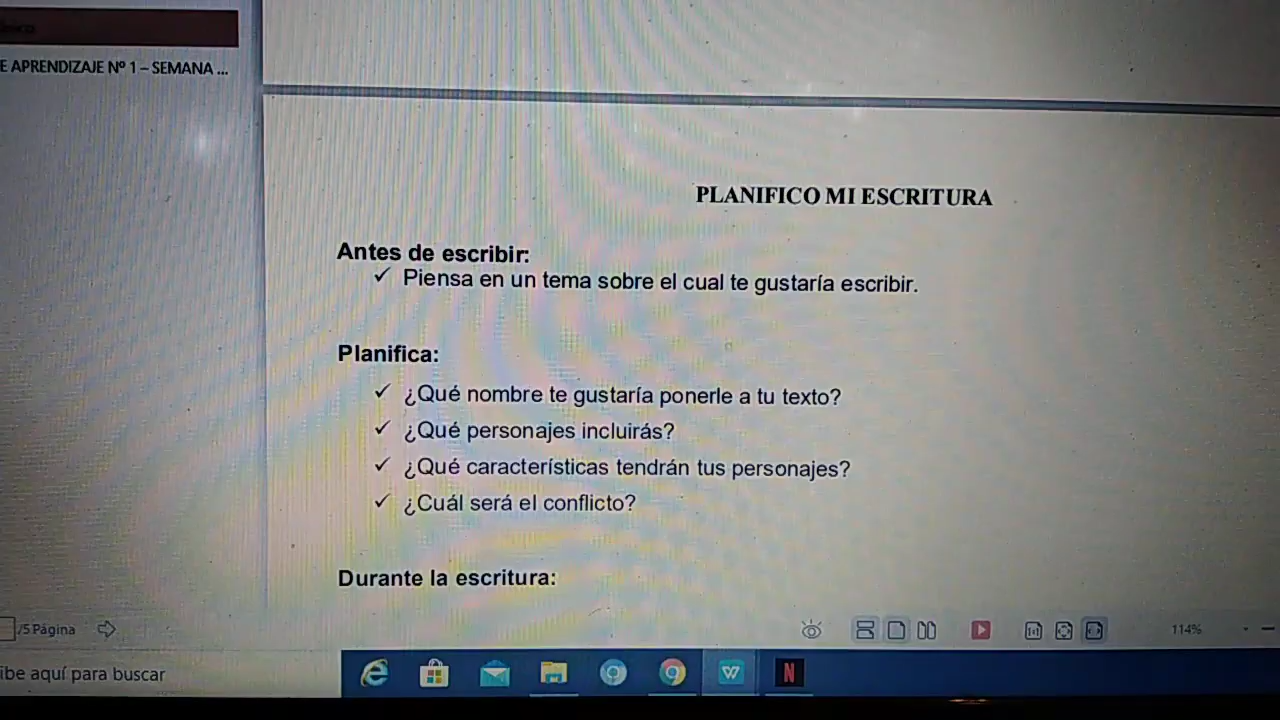 E APRENDIZAJE Nº 1 – SEMANA ...
PLANIFICO MI ESCRITURA
Antes de escribir:
✓ Piensa en un tema sobre el cual te gustaría escribir.
Planifica:
✓ ¿Qué nombre te gustaría ponerle a tu texto?
✓ ¿Qué personajes incluirás?
✓ ¿Qué características tendrán tus personajes?
✓ ¿Cuál será el conflicto?
Durante la escritura:
/5 Página
114%
ibe aquí para buscar